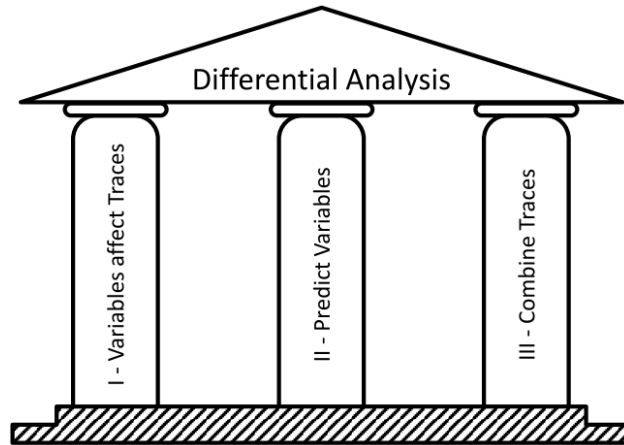 Differential Analysis
I - Variables affect Traces
II - Predict Variables
III - Combine Traces